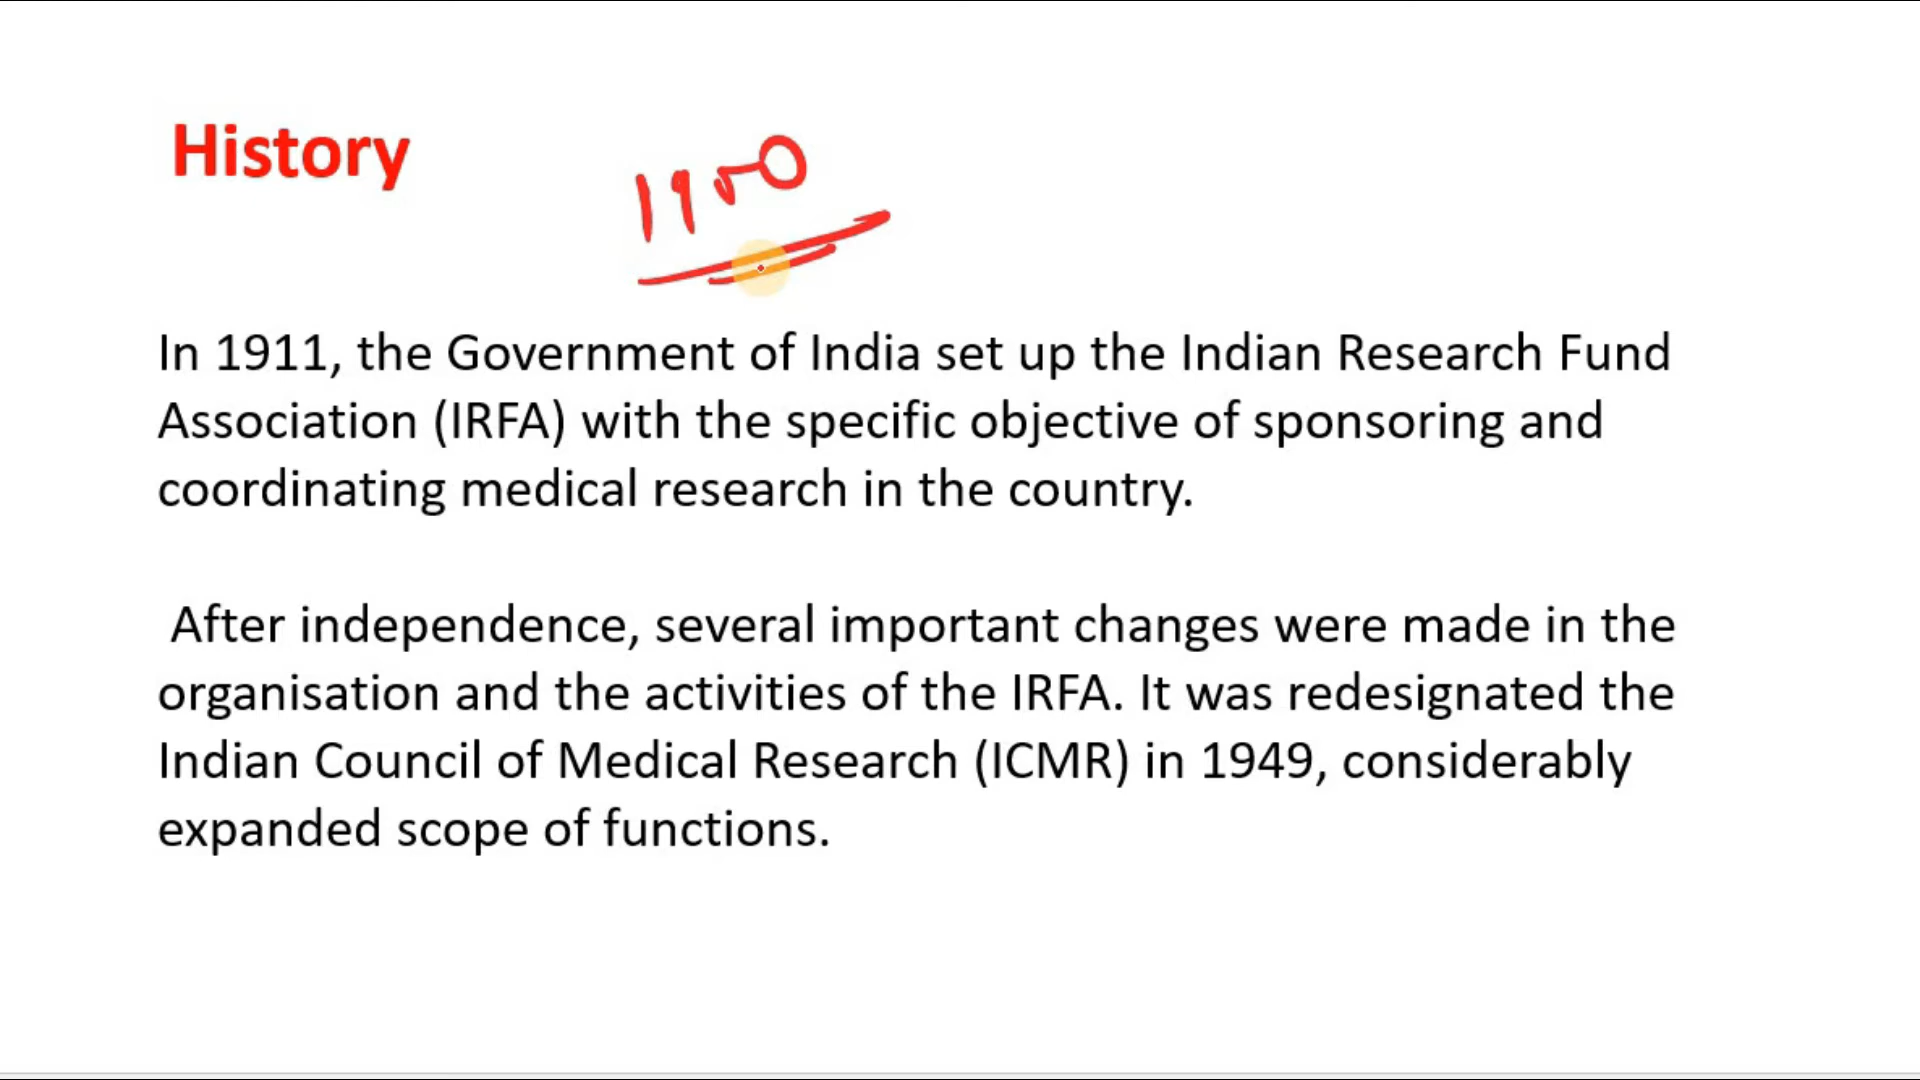 History
1950
In 1911, the Government of India set up the Indian Research Fund
Association (IRFA) with the specific objective of sponsoring and
coordinating medical research in the country.
After independence, several important changes were made in the
organisation and the activities of the IRFA. It was redesignated the
Indian Council of Medical Research (ICMR) in 1949, considerably
expanded scope of functions.